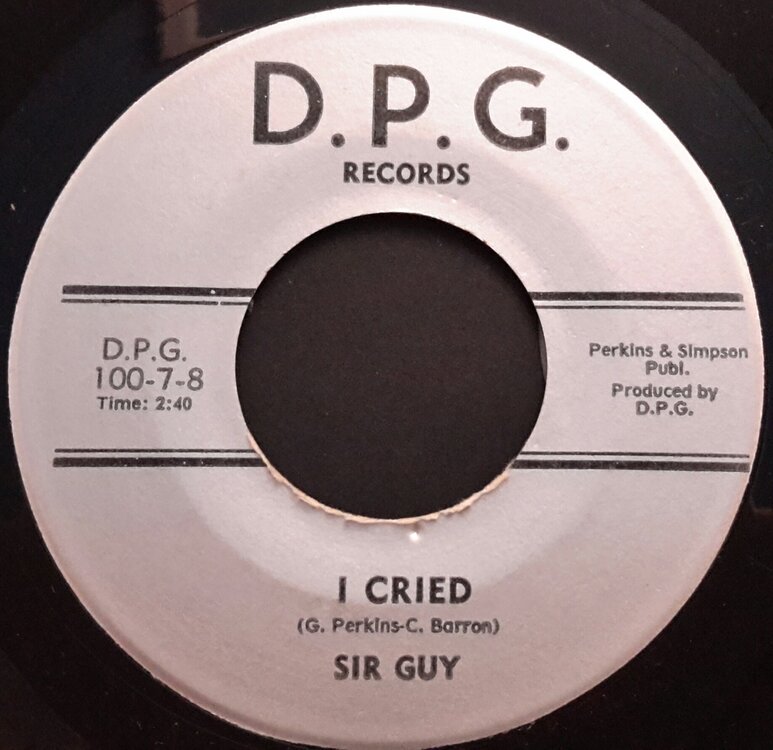 D.P.G.
RECORDS
D.P.G.
100-7-8
Time: 2:40
Perkins & Simpson
Publ.
Produced by
D.P.G.
I CRIED
(G. Perkins-C. Barron)
SIR GUY